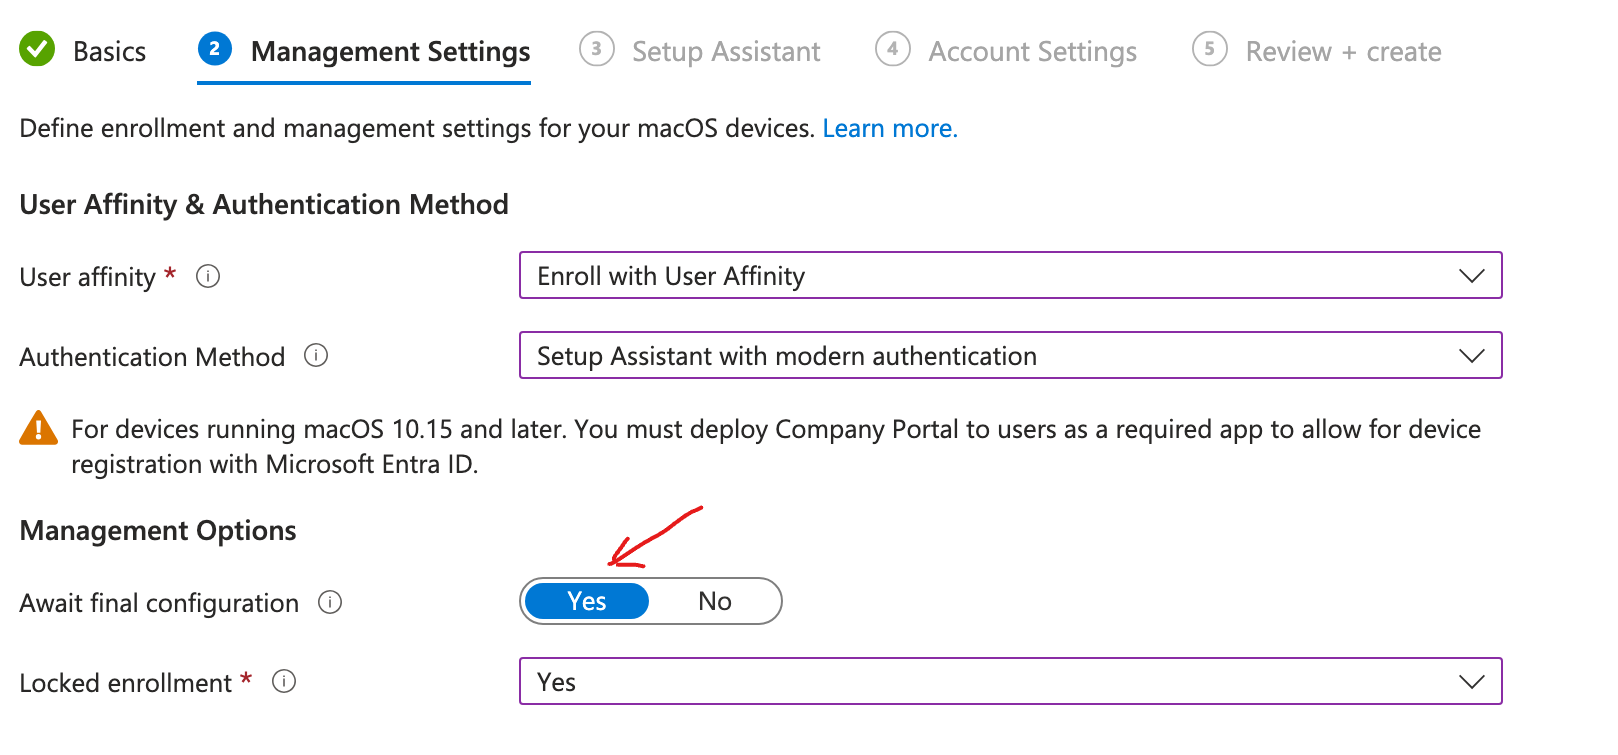 Basics
2 Management Settings
3 Setup Assistant
4 Account Settings
5 Review + create
Define enrollment and management settings for your macOS devices. Learn more.
User Affinity & Authentication Method
User affinity *
Enroll with User Affinity
Authentication Method
Setup Assistant with modern authentication
For devices running macOS 10.15 and later. You must deploy Company Portal to users as a required app to allow for device
registration with Microsoft Entra ID.
Management Options
Await final configuration
Yes
No
Locked enrollment *
Yes